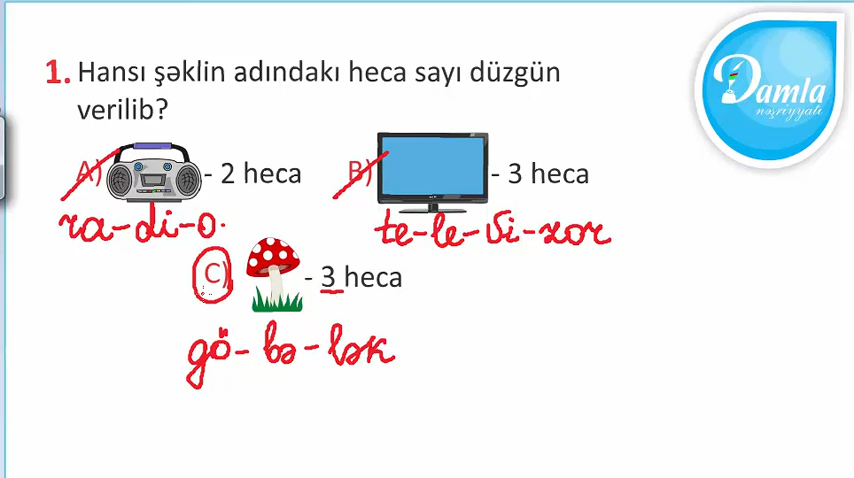 1. Hansı şəklin adındakı heca sayı düzgün
verilib?
Damla
nəşriyyatı
A) - 2 heca B) - 3 heca
ra-di-o. te-le-vi-zor
C) - 3 heca
gö-bə-lək